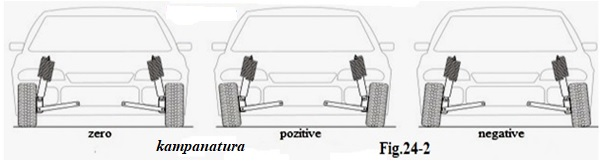 zero pozitive negative
kampanatura Fig.24-2